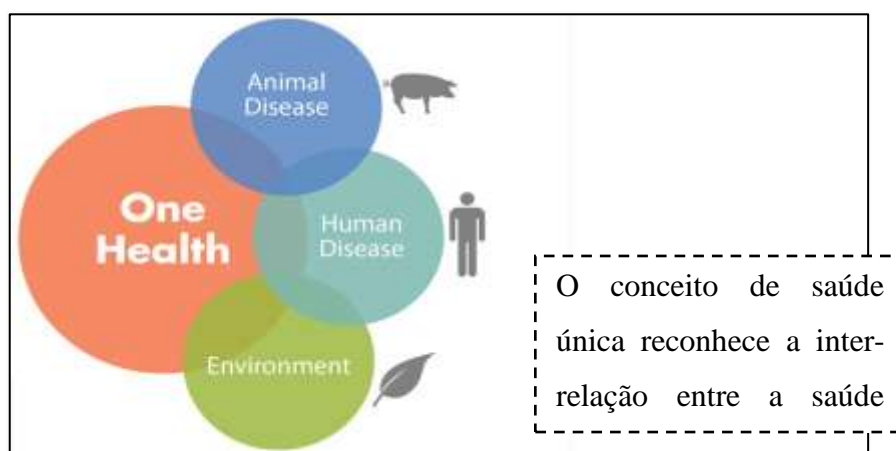 Animal
Disease
One
Health
Human
Disease
Environment
O conceito de saúde
única reconhece a inter-
relação entre a saúde